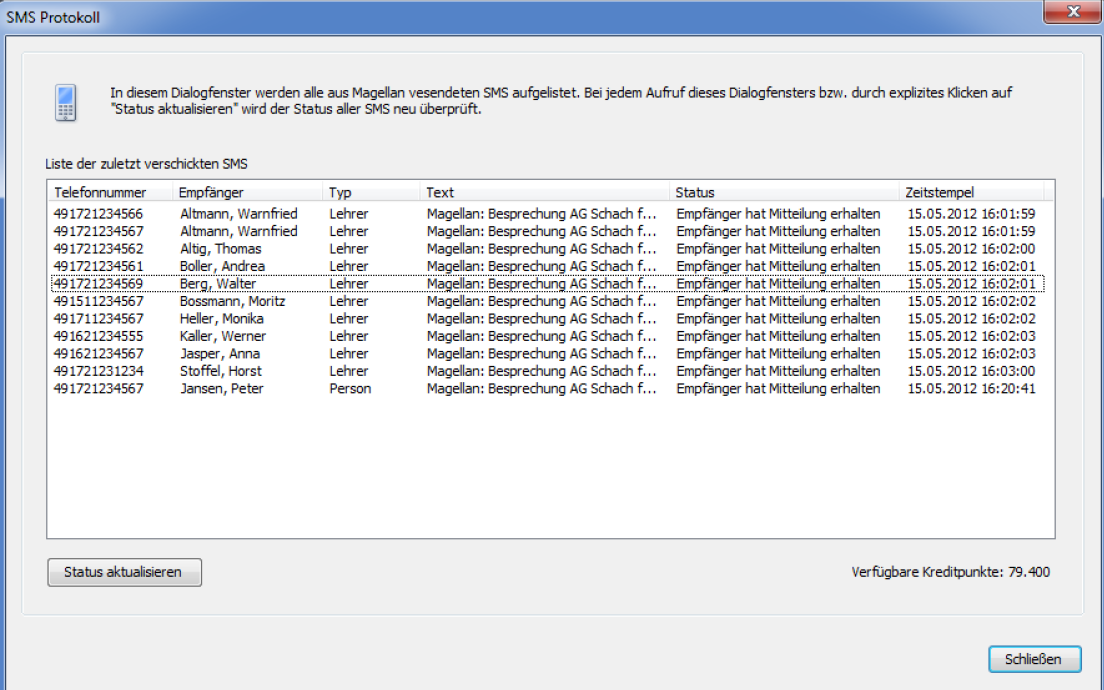 SMS Protokoll
In diesem Dialogfenster werden alle aus Magellan vesendeten SMS aufgelistet. Bei jedem Aufruf dieses Dialogfensters bzw. durch explizites Klicken auf
"Status aktualisieren" wird der Status aller SMS neu überprüft.
Liste der zuletzt verschickten SMS
Telefonnummer Empfänger Typ Text Status Zeitstempel
491721234566 Altmann, Warnfried Lehrer Magellan: Besprechung AG Schach f... Empfänger hat Mitteilung erhalten 15.05.2012 16:01:59
491721234567 Altmann, Warnfried Lehrer Magellan: Besprechung AG Schach f... Empfänger hat Mitteilung erhalten 15.05.2012 16:01:59
491721234562 Altig, Thomas Lehrer Magellan: Besprechung AG Schach f... Empfänger hat Mitteilung erhalten 15.05.2012 16:02:00
491721234561 Boller, Andrea Lehrer Magellan: Besprechung AG Schach f... Empfänger hat Mitteilung erhalten 15.05.2012 16:02:01
491721234569 Berg, Walter Lehrer Magellan: Besprechung AG Schach f... Empfänger hat Mitteilung erhalten 15.05.2012 16:02:01
491511234567 Bossmann, Moritz Lehrer Magellan: Besprechung AG Schach f... Empfänger hat Mitteilung erhalten 15.05.2012 16:02:02
491711234567 Heller, Monika Lehrer Magellan: Besprechung AG Schach f... Empfänger hat Mitteilung erhalten 15.05.2012 16:02:02
491621234555 Kaller, Werner Lehrer Magellan: Besprechung AG Schach f... Empfänger hat Mitteilung erhalten 15.05.2012 16:02:03
491621234567 Jasper, Anna Lehrer Magellan: Besprechung AG Schach f... Empfänger hat Mitteilung erhalten 15.05.2012 16:02:03
491721231234 Stoffel, Horst Lehrer Magellan: Besprechung AG Schach f... Empfänger hat Mitteilung erhalten 15.05.2012 16:03:00
491721234567 Jansen, Peter Person Magellan: Besprechung AG Schach f... Empfänger hat Mitteilung erhalten 15.05.2012 16:20:41
Status aktualisieren Verfügbare Kreditpunkte: 79.400
Schließen